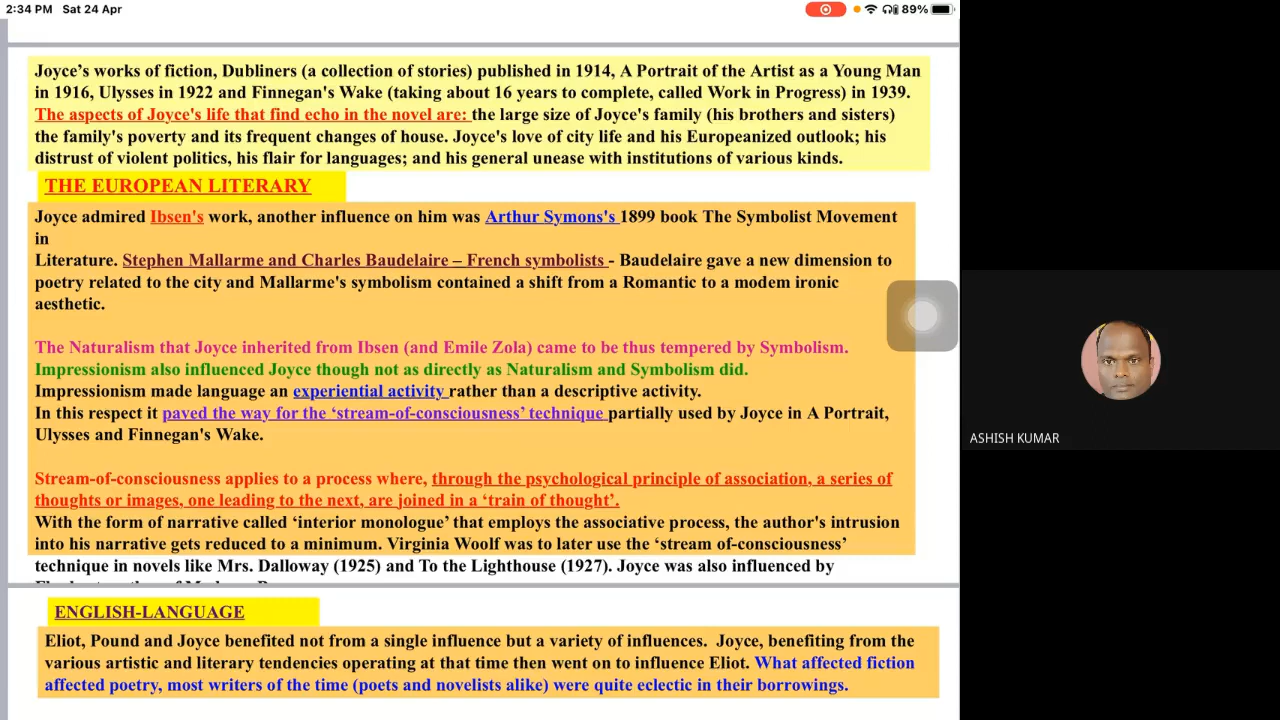 2:34 PM Sat 24 Apr
89%
Joyce's works of fiction, Dubliners (a collection of stories) published in 1914, A Portrait of the Artist as a Young Man
in 1916, Ulysses in 1922 and Finnegan's Wake (taking about 16 years to complete, called Work in Progress) in 1939.
The aspects of Joyce's life that find echo in the novel are: the large size of Joyce's family (his brothers and sisters)
the family's poverty and its frequent changes of house. Joyce's love of city life and his Europeanized outlook; his
distrust of violent politics, his flair for languages; and his general unease with institutions of various kinds.
THE EUROPEAN LITERARY
Joyce admired Ibsen's work, another influence on him was Arthur Symons's 1899 book The Symbolist Movement
in
Literature. Stephen Mallarme and Charles Baudelaire – French symbolists - Baudelaire gave a new dimension to
poetry related to the city and Mallarme's symbolism contained a shift from a Romantic to a modem ironic
aesthetic.
The Naturalism that Joyce inherited from Ibsen (and Emile Zola) came to be thus tempered by Symbolism.
Impressionism also influenced Joyce though not as directly as Naturalism and Symbolism did.
Impressionism made language an experiential activity rather than a descriptive activity.
In this respect it paved the way for the ‘stream-of-consciousness’ technique partially used by Joyce in A Portrait,
Ulysses and Finnegan's Wake.
Stream-of-consciousness applies to a process where, through the psychological principle of association, a series of
thoughts or images, one leading to the next, are joined in a ‘train of thought’.
With the form of narrative called ‘interior monologue’ that employs the associative process, the author's intrusion
into his narrative gets reduced to a minimum. Virginia Woolf was to later use the ‘stream of-consciousness’
technique in novels like Mrs. Dalloway (1925) and To the Lighthouse (1927). Joyce was also influenced by
ENGLISH-LANGUAGE
Eliot, Pound and Joyce benefited not from a single influence but a variety of influences. Joyce, benefiting from the
various artistic and literary tendencies operating at that time then went on to influence Eliot. What affected fiction
affected poetry, most writers of the time (poets and novelists alike) were quite eclectic in their borrowings.
ASHISH KUMAR